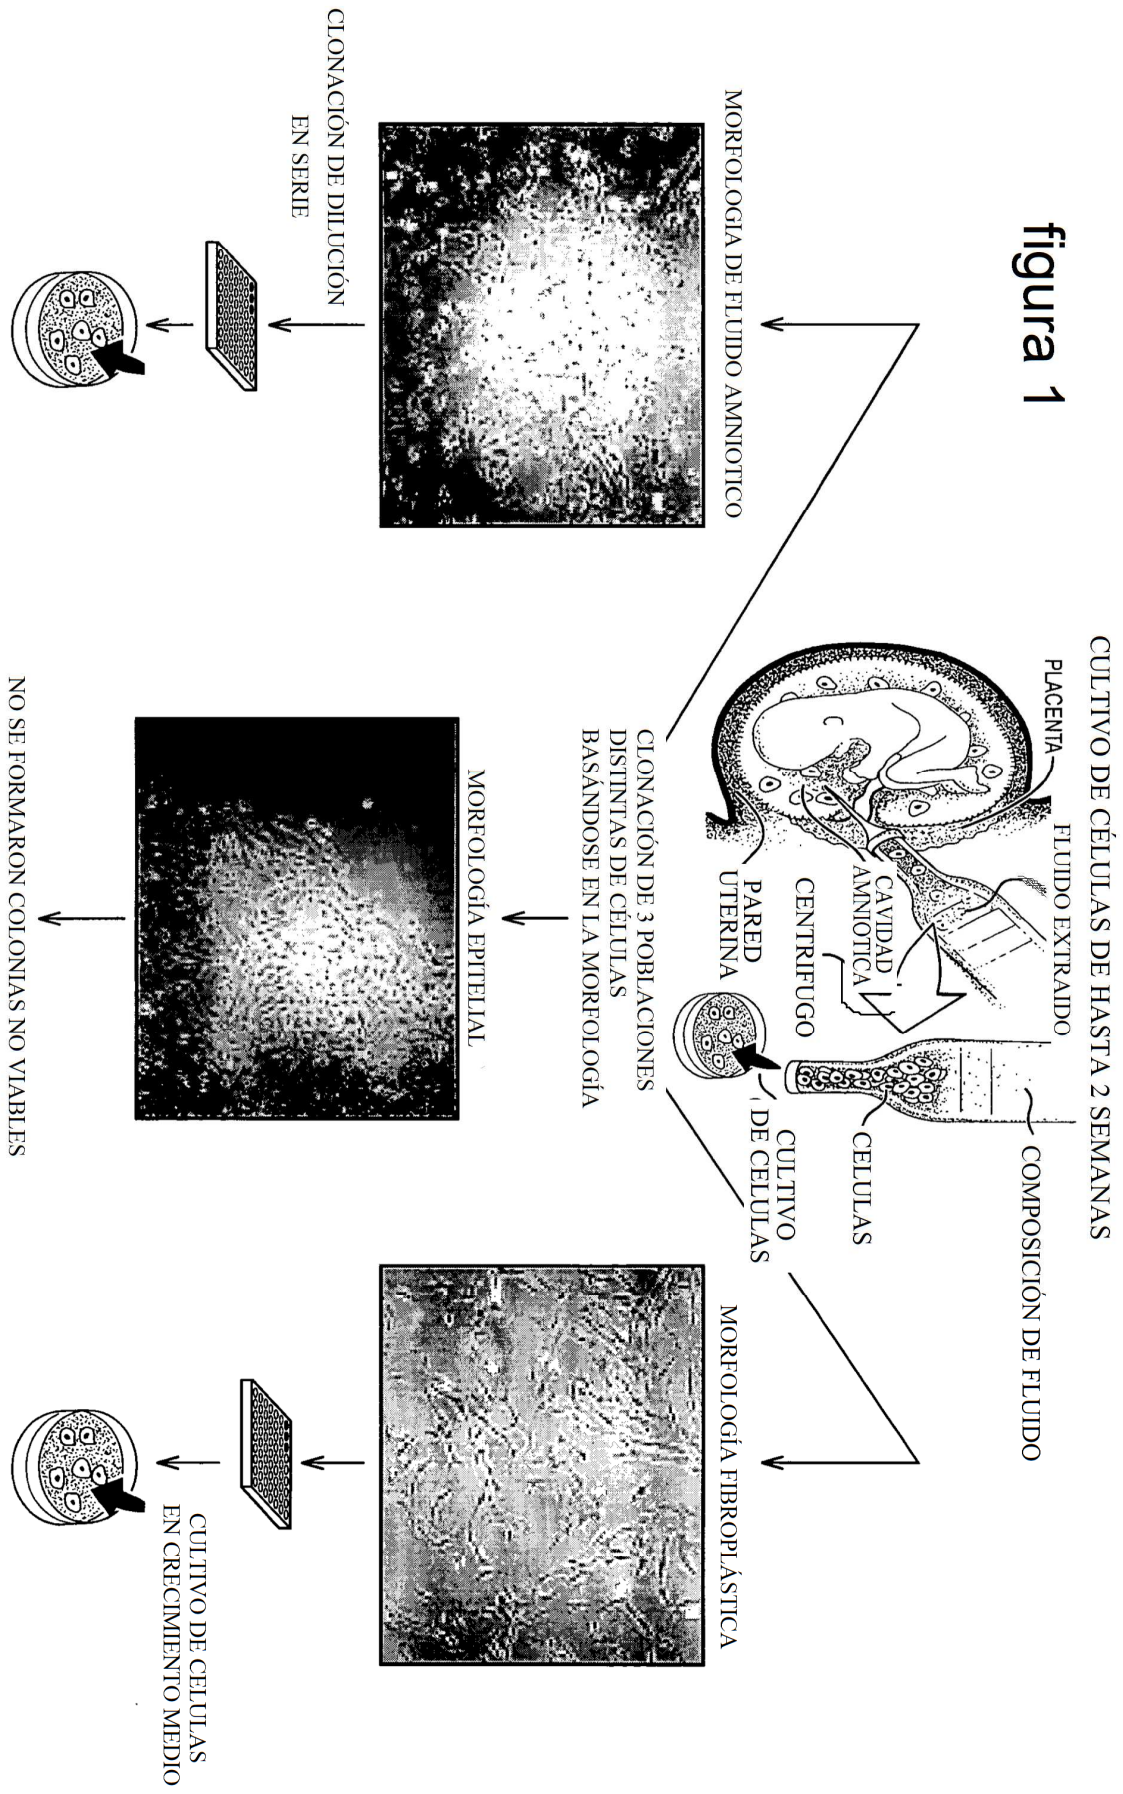 figura 1
CULTIVO DE CÉLULAS DE HASTA 2 SEMANAS
PLACENTA
FLUIDO EXTRAIDO
COMPOSICIÓN DE FLUIDO
CAVIDAD
AMNIOTICA
CENTRIFUGO
PARED
UTERINA
CELULAS
CULTIVO
DE CELULAS
CLONACIÓN DE 3 POBLACIONES
DISTINTAS DE CÉLULAS
BASÁNDOSE EN LA MORFOLOGÍA
MORFOLOGIA DE FLUIDO AMNIOTICO
MORFOLOGÍA EPITELIAL
MORFOLOGÍA FIBROPLÁSTICA
CLONACIÓN DE DILUCIÓN
EN SERIE
NO SE FORMARON COLONIAS NO VIABLES
CULTIVO DE CELULAS
EN CRECIMIENTO MEDIO